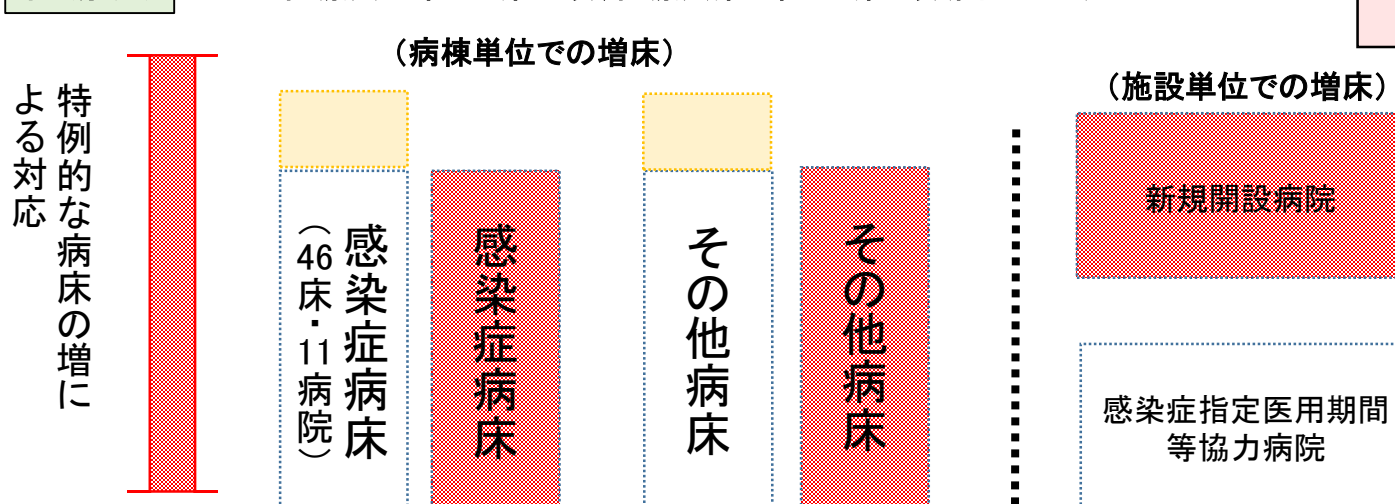 (病棟単位での増床)
(施設単位での増床)
特例的な病床の増に
よる対応
感染症病床
(46床・11病院)
感染症病床
その他病床
その他病床
新規開設病院
感染症指定医用期間
等協力病院